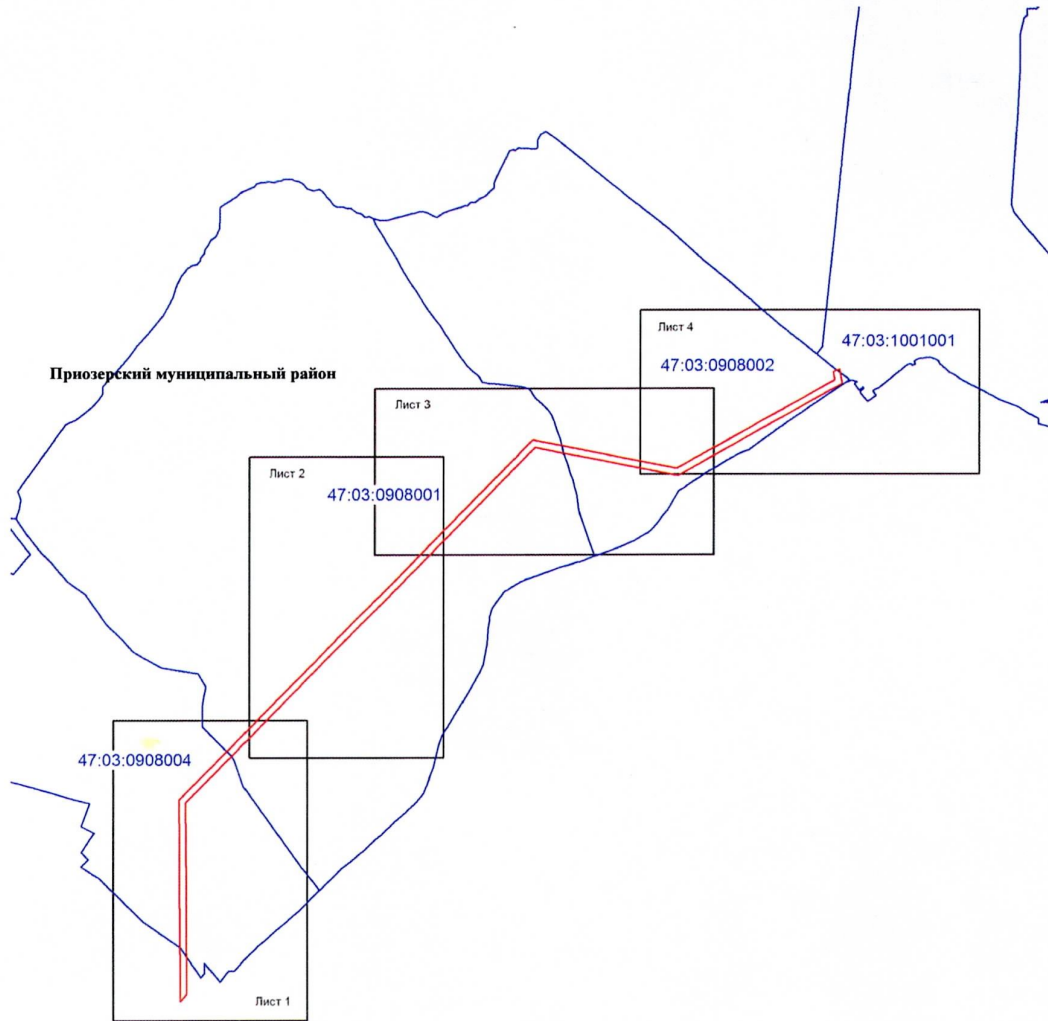 Лист 4
47:03:1001001
47:03:0908002
Приозерский муниципальный район
Лист 3
Лист 2
47:03:0908001
47:03:0908004
Лист 1